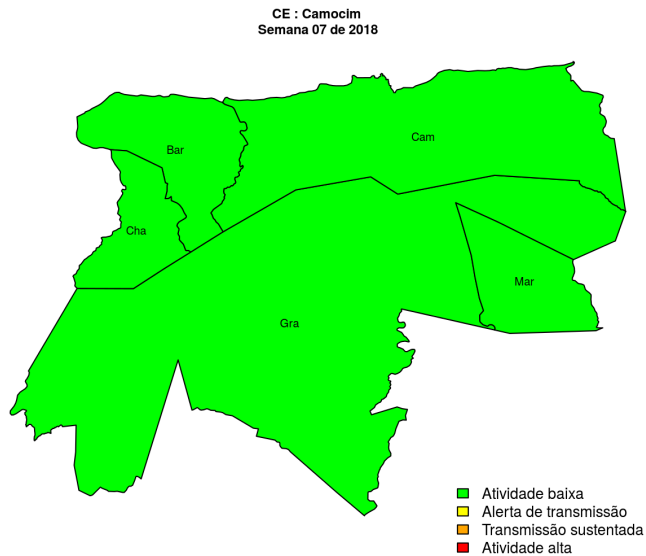 CE : Camocim
Semana 07 de 2018
Bar
Cam
Cha
Mar
Gra
Atividade baixa
Alerta de transmissão
Transmissão sustentada
Atividade alta